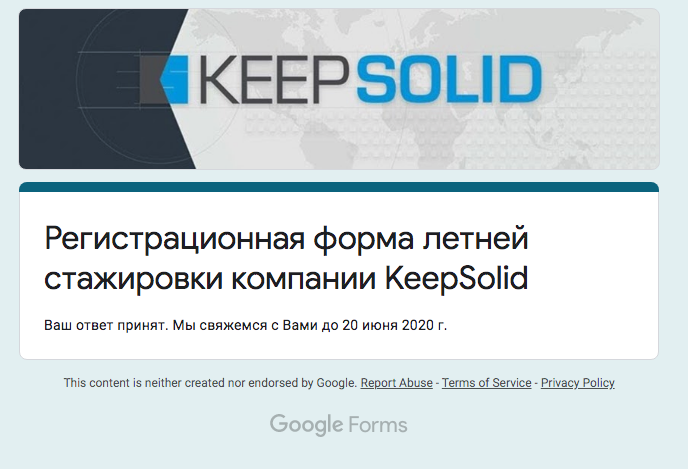 KEEPSOLID
Регистрационная форма летней
стажировки компании KeepSolid
Ваш ответ принят. Мы свяжемся с Вами до 20 июня 2020 г.
This content is neither created nor endorsed by Google. Report Abuse - Terms of Service - Privacy Policy
Google Forms